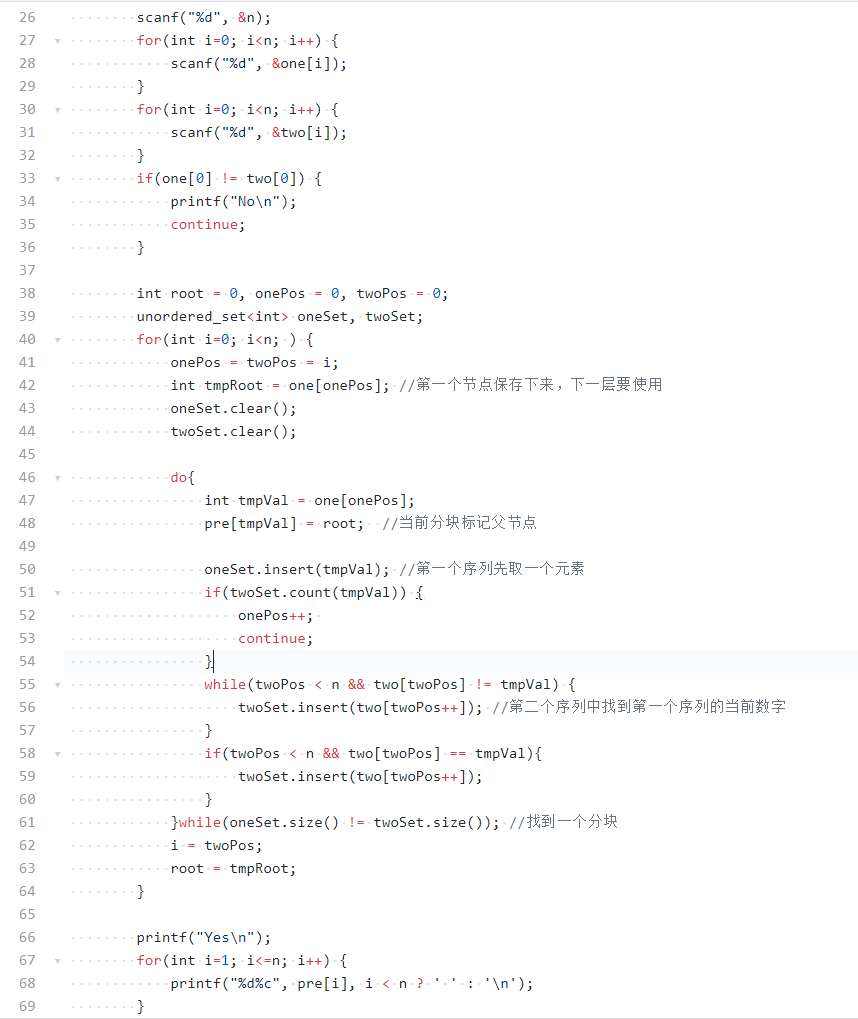 26 scanf("%d", &n);
27 for(int i=0; i<n; i++) {
28 scanf("%d", &one[i]);
29 }
30 for(int i=0; i<n; i++) {
31 scanf("%d", &two[i]);
32 }
33 if(one[0] != two[0]) {
34 printf("No\n");
35 continue;
36 }
37
38 int root = 0, onePos = 0, twoPos = 0;
39 unordered_set<int> oneSet, twoSet;
40 for(int i=0; i<n; ) {
41 onePos = twoPos = i;
42 int tmpRoot = one[onePos]; //第一个节点保存下来，下一层要使用
43 oneSet.clear();
44 twoSet.clear();
45
46 do{
47 int tmpVal = one[onePos];
48 pre[tmpVal] = root; //当前分块标记父节点
49
50 oneSet.insert(tmpVal); //第一个序列先取一个元素
51 if(twoSet.count(tmpVal)) {
52 onePos++;
53 continue;
54 }
55 while(twoPos < n && two[twoPos] != tmpVal) {
56 twoSet.insert(two[twoPos++]); //第二个序列中找到第一个序列的当前数字
57 }
58 if(twoPos < n && two[twoPos] == tmpVal){
59 twoSet.insert(two[twoPos++]);
60 }
61 }while(oneSet.size() != twoSet.size()); //找到一个分块
62 i = twoPos;
63 root = tmpRoot;
64 }
65
66 printf("Yes\n");
67 for(int i=1; i<=n; i++) {
68 printf("%d%c", pre[i], i < n ? ' ' : '\n');
69 }